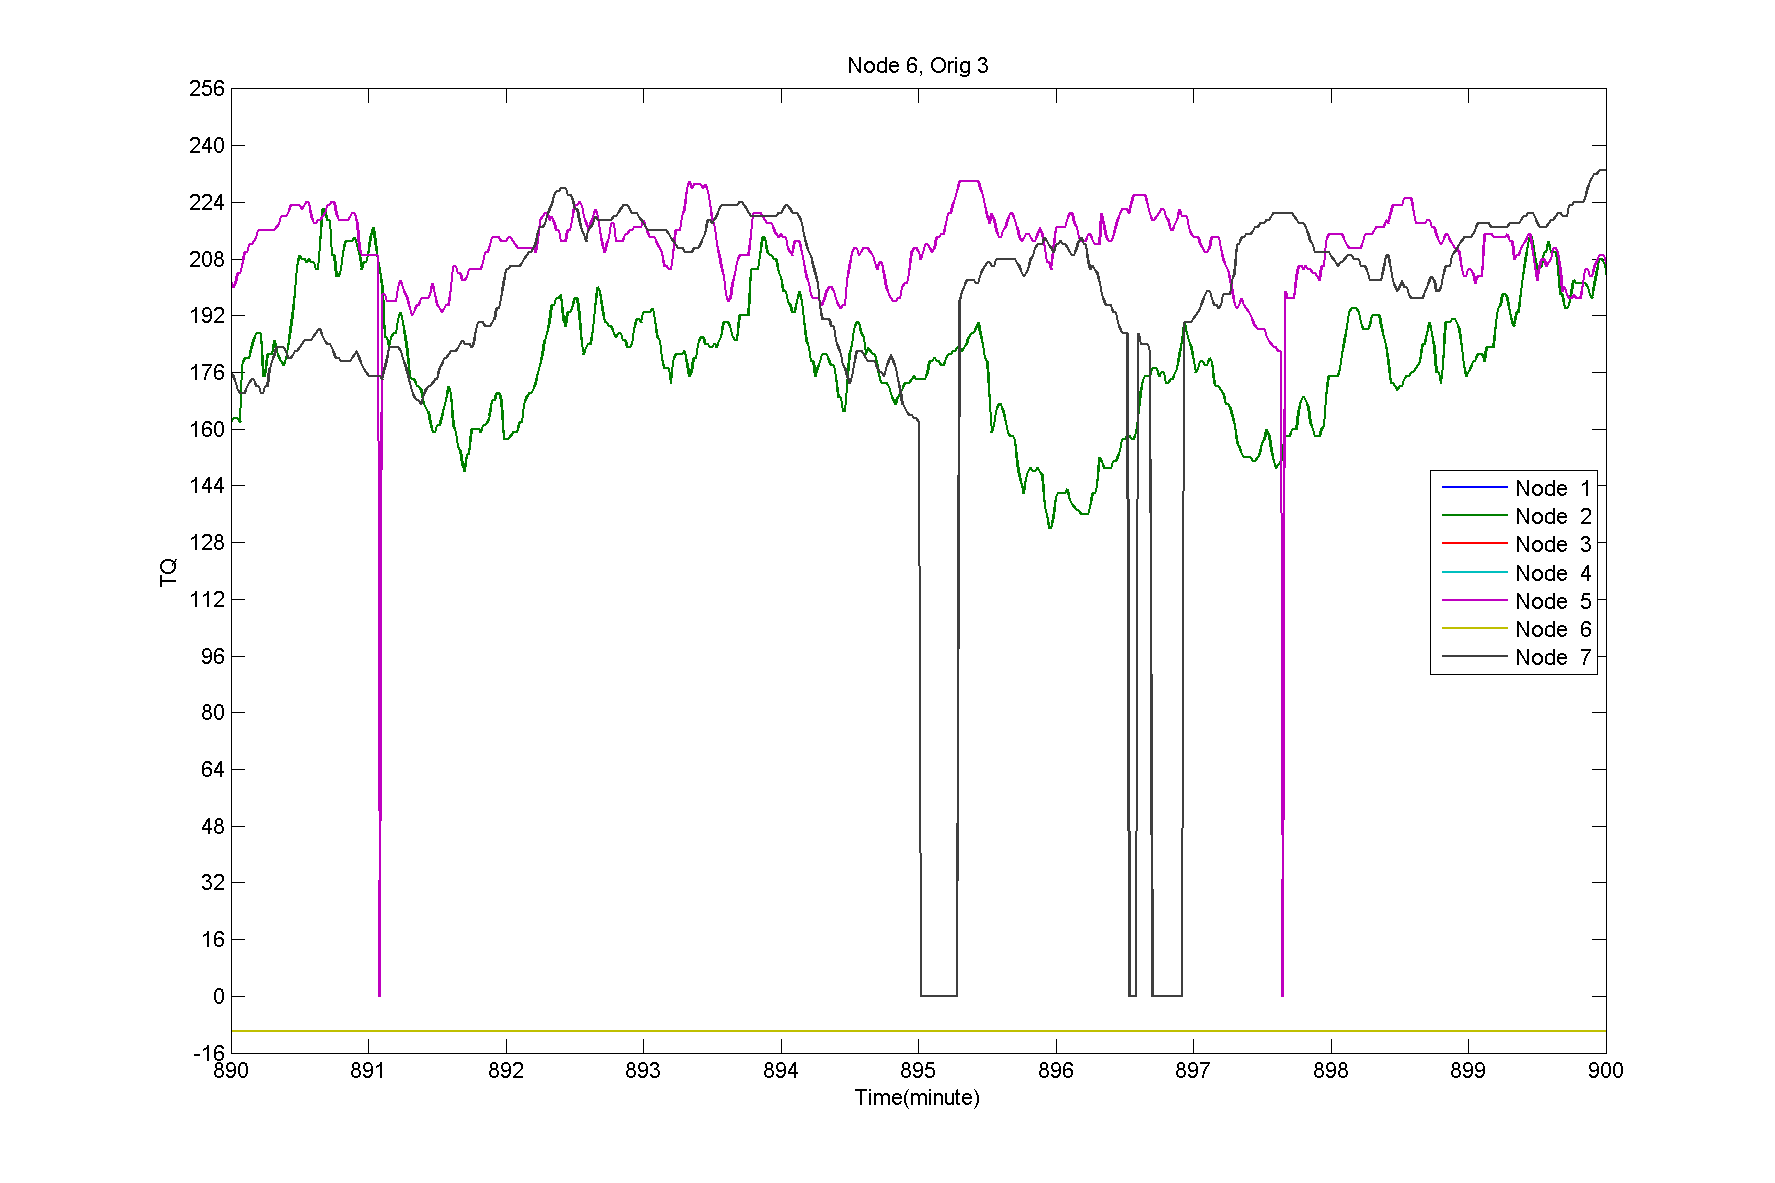 Node 6, Orig 3
256
240
224
208
192
176
160
144
128
112
96
80
64
48
32
16
0
-16
TQ
Node 1
Node 2
Node 3
Node 4
Node 5
Node 6
Node 7
890 891 892 893 894 895 896 897 898 899 900
Time(minute)